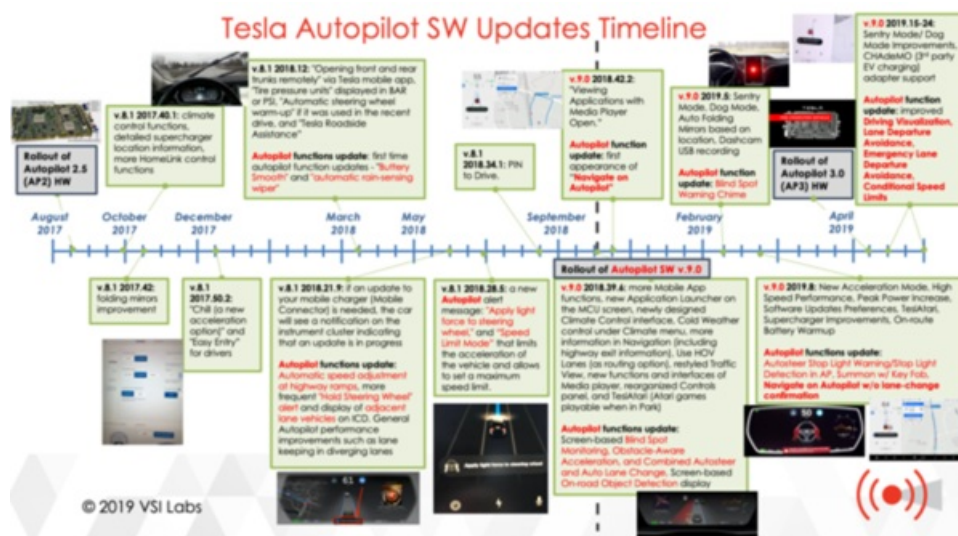 Tesla Autopilot SW Updates Timeline
Rollout of
Autopilot 2.5
(AP2) HW
v.8.1 2017.40.1: climate
control functions,
detailed supercharger
location information,
more HomeLink control
functions
v.8.1 2018.12: "Opening front and rear
trunks remotely" via Tesla mobile app,
"Tire pressure units" displayed in BAR
or PSI, "Automatic steering wheel
warm-up" if it was used in the recent
drive, and "Tesla Roadside
Assistance"
Autopilot functions update: first time
autopilot function updates - "Buttery
Smooth" and "automatic rain-sensing
wiper"
v.8.1
2018.34.1: PIN
to Drive.
v.9.0 2018.42.2:
"Viewing
Applications with
Media Player
Open."
Autopilot
function
update: first
appearance of
"Navigate on
Autopilot"
v.9.0 2019.5: Sentry
Mode, Dog Mode,
Auto Folding
Mirrors based on
location, Dashcam
USB recording
Autopilot function
update: Blind Spot
Warning Chime
Rollout of
Autopilot 3.0
(AP3) HW
v.9.0 2019.15-24:
Sentry Mode/ Dog
Mode Improvements,
CHAdeMO (3rd party
EV charging)
adapter support
Autopilot function
update: improved
Driving Visualization,
Lane Departure
Avoidance,
Emergency Lane
Departure
Avoidance,
Conditional Speed
Limits
August
2017
October
2017
December
2017
March
2018
May
2018
September
2018
February
2019
April
2019
v.8.1 2017.42:
folding mirrors
improvement
v.8.1
2017.50.2:
"Chill (a new
acceleration
option)" and
"Easy Entry"
for drivers
v.8.1 2018.21.9: if an update to
your mobile charger (Mobile
Connector) is needed, the car
will see a notification on the
instrument cluster indicating
that an update is in progress
Autopilot functions update:
Automatic speed adjustment
at highway ramps, more
frequent "Hold Steering Wheel"
alert and display of adjacent
lane vehicles on ICD. General
Autopilot performance
improvements such as lane
keeping in diverging lanes
v.8.1 2018.28.5: a new
Autopilot alert
message: "Apply light
force to steering
wheel," and "Speed
Limit Mode" that limits
the acceleration of
the vehicle and allows
to set a maximum
speed limit.
Apply light force to steering wheel
Rollout of Autopilot SW v.9.0
v.9.0 2018.39.6: more Mobile App
functions, new Application Launcher on
the MCU screen, newly designed
Climate Control interface, Cold Weather
control under Climate menu, more
information in Navigation (including
highway exit information), Use HOV
Lanes (as routing option), restyled Traffic
View, new functions and interfaces of
Media player, reorganized Controls
panel, and TeslAtari (Atari games
playable when in Park)
Autopilot functions update:
Screen-based Blind Spot
Monitoring, Obstacle-Aware
Acceleration, and Combined Autosteer
and Auto Lane Change, Screen-based
On-road Object Detection display
v.9.0 2019.8: New Acceleration Mode, High
Speed Performance, Peak Power Increase,
Software Updates Preferences, TeslAtari,
Supercharger Improvements, On-route
Battery Warmup
Autopilot functions update:
Autosteer Stop Light Warning/Stop Light
Detection in AP, Summon w/ Key Fob,
Navigate on Autopilot w/o lane-change
confirmation
61
50
© 2019 VSI Labs